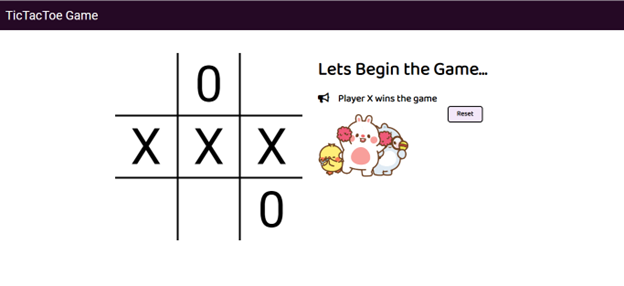 TicTacToe Game
0
X X X
0
Lets Begin the Game...
Player X wins the game
Reset